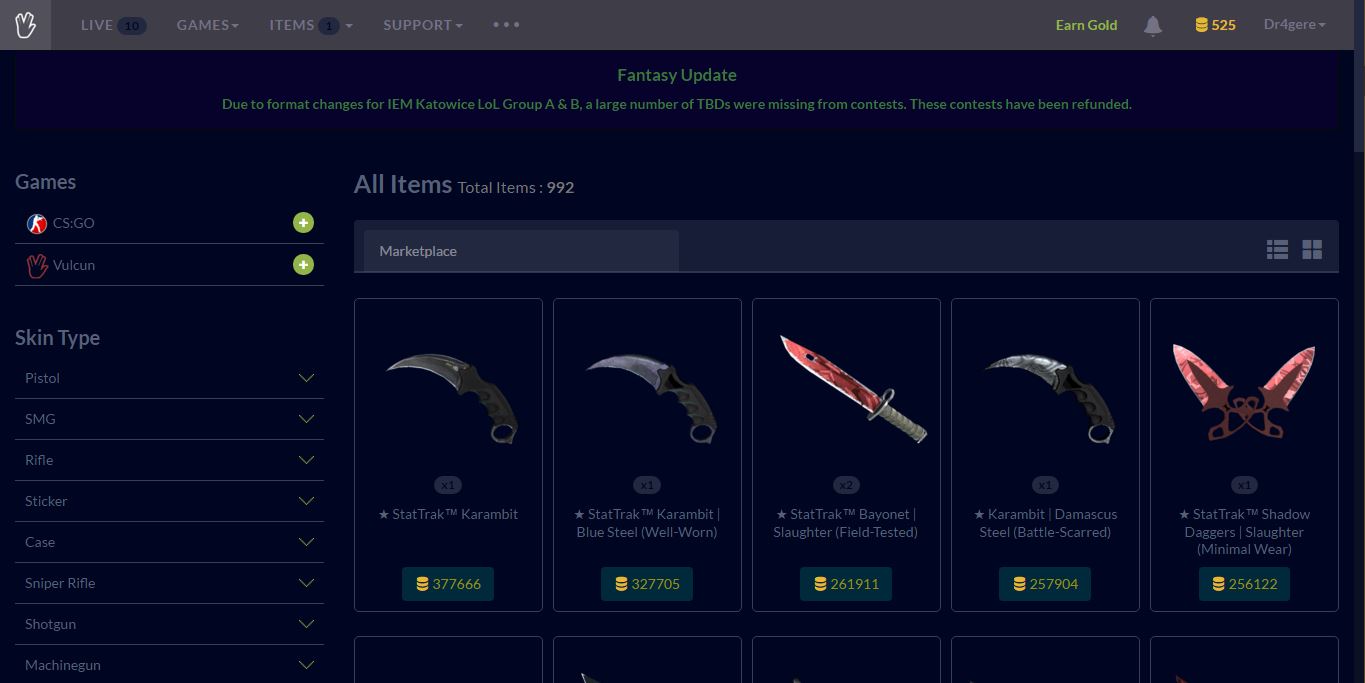 LIVE 10 GAMES ITEMS 1 SUPPORT Earn Gold 525 Dr4gere
Fantasy Update
Due to format changes for IEM Katowice LoL Group A & B, a large number of TBDs were missing from contests. These contests have been refunded.
Games
CS:GO
Vulcun
Skin Type
Pistol
SMG
Rifle
Sticker
Case
Sniper Rifle
Shotgun
Machinegun
All Items Total Items : 992
Marketplace
x1
★ StatTrak™ Karambit
377666
x1
★ StatTrak™ Karambit |
Blue Steel (Well-Worn)
327705
x2
★ StatTrak™ Bayonet |
Slaughter (Field-Tested)
261911
x1
★ Karambit | Damascus
Steel (Battle-Scarred)
257904
x1
★ StatTrak™ Shadow
Daggers | Slaughter
(Minimal Wear)
256122